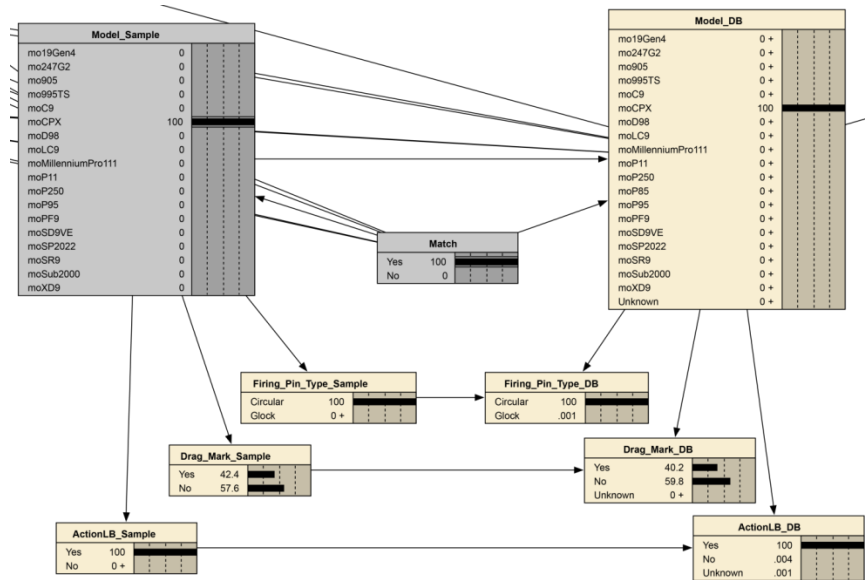 Model_Sample
mo19Gen4 0
mo247G2 0
mo905 0
mo995TS 0
moC9 0
moCPX 100
moD98 0
moLC9 0
moMillenniumPro111 0
moP11 0
moP250 0
moP85 0
moP95 0
moPF9 0
moSD9VE 0
moSP2022 0
moSR9 0
moSub2000 0
moXD9 0
Model_DB
mo19Gen4 0 +
mo247G2 0 +
mo905 0 +
mo995TS 0 +
moC9 0 +
moCPX 100
moD98 0 +
moLC9 0 +
moMillenniumPro111 0 +
moP11 0 +
moP250 0 +
moP85 0 +
moP95 0 +
moPF9 0 +
moSD9VE 0 +
moSP2022 0 +
moSR9 0 +
moSub2000 0 +
moXD9 0 +
Unknown 0 +
Match
Yes 100
No 0
Firing_Pin_Type_Sample
Circular 100
Glock 0 +
Firing_Pin_Type_DB
Circular 100
Glock .001
Drag_Mark_Sample
Yes 42.4
No 57.6
Drag_Mark_DB
Yes 40.2
No 59.8
Unknown 0 +
ActionLB_Sample
Yes 100
No 0 +
ActionLB_DB
Yes 100
No .004
Unknown .001